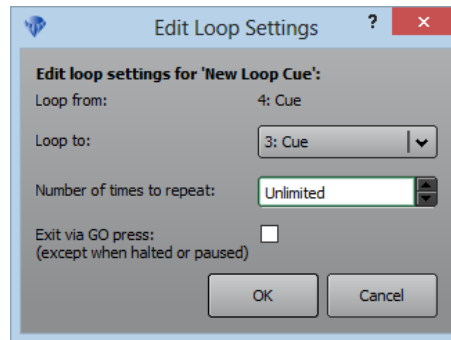 Edit Loop Settings
?
×
Edit loop settings for 'New Loop Cue':
Loop from: 4: Cue
Loop to: 3: Cue
Number of times to repeat: Unlimited
Exit via GO press:
(except when halted or paused)
OK Cancel